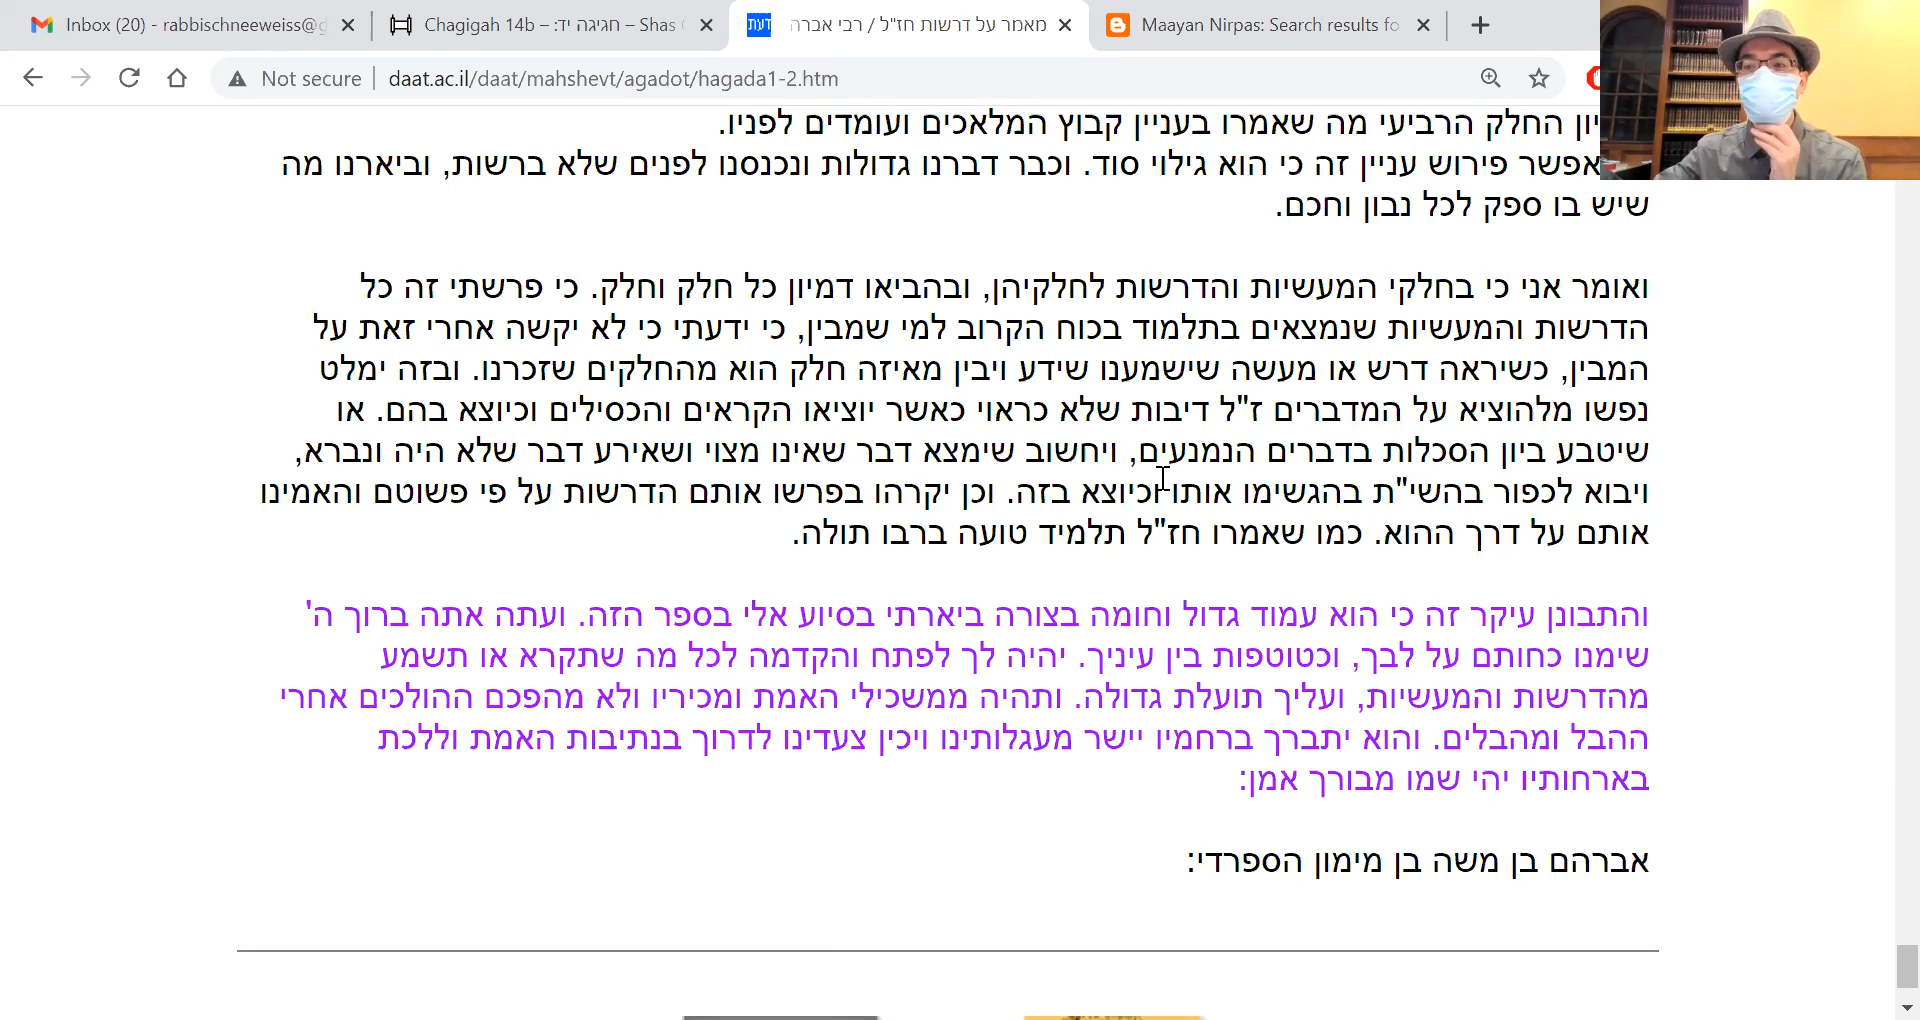 Inbox (20) - rabbischneeweiss@g
Chagigah 14b – חגיגה יד: – Shas
דעת מאמר על דרשות חז"ל / רבי אברה
Maayan Nirpas: Search results fo
Not secure | daat.ac.il/daat/mahshevt/agadot/hagada1-2.htm
החלק הרביעי מה שאמרו בעניין קבוץ המלאכים ועומדים לפניו.
אפשר פירוש עניין זה כי הוא גילוי סוד. וכבר דברנו גדולות ונכנסנו לפנים שלא ברשות, וביארנו מה
שיש בו ספק לכל נבון וחכם.
ואומר אני כי בחלקי המעשיות והדרשות לחלקיהן, ובהביאו דמיון כל חלק וחלק. כי פרשתי זה כל
הדרשות והמעשיות שנמצאים בתלמוד בכוח הקרוב למי שמבין, כי ידעתי כי לא יקשה אחרי זאת על
המבין, כשיראה דרש או מעשה שישמענו שידע ויבין מאיזה חלק הוא מהחלקים שזכרנו. ובזה ימלט
נפשו מלהוציא על המדברים ז"ל דיבות שלא כראוי כאשר יוציאו הקראים והכסילים וכיוצא בהם. או
שיטבע ביון הסכלות בדברים הנמנעים, ויחשוב שימצא דבר שאינו מצוי ושאירע דבר שלא היה ונברא,
ויבוא לכפור בהשי"ת בהגשימו אותו וכיוצא בזה. וכן יקרהו בפרשו אותם הדרשות על פי פשוטם והאמינו
אותם על דרך ההוא. כמו שאמרו חז"ל תלמיד טועה ברבו תולה.
והתבונן עיקר זה כי הוא עמוד גדול וחומה בצורה ביארתי בסיוע אלי בספר הזה. ועתה אתה ברוך ה'
שימנו כחותם על לבך, וכטוטפות בין עיניך. יהיה לך לפתח והקדמה לכל מה שתקרא או תשמע
מהדרשות והמעשיות, ועליך תועלת גדולה. ותהיה ממשכילי האמת ומכיריו ולא מהפכם ההולכים אחרי
ההבל ומהבלים. והוא יתברך ברחמיו יישר מעגלותינו ויכין צעדינו לדרוך בנתיבות האמת וללכת
בארחותיו יהי שמו מבורך אמן:
אברהם בן משה בן מימון הספרדי: